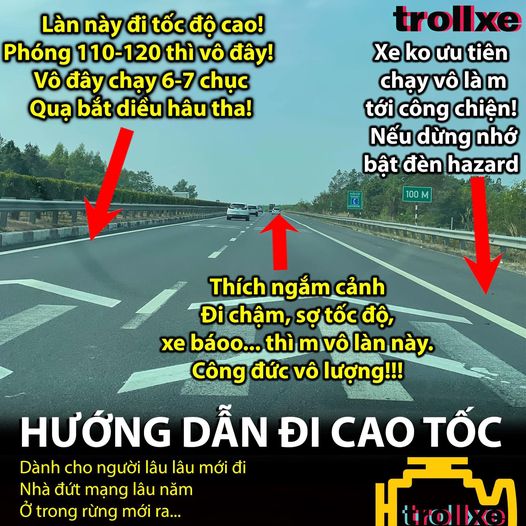 Làn này đi tốc độ cao!
Phóng 110-120 thì vô đây!
Vô đây chạy 6-7 chục
Quạ bắt diều hâu tha!
trollxe
Xe ko ưu tiên
chạy vô là m
tới công chiện!
Nếu dừng nhớ
bật đèn hazard
100 M
Thích ngắm cảnh
Đi chậm, sợ tốc độ,
xe báoo... thì m vô làn này.
Công đức vô lượng!!!
HƯỚNG DẪN ĐI CAO TỐC
Dành cho người lâu lâu mới đi
Nhà đứt mạng lâu năm
Ở trong rừng mới ra...
trollxe